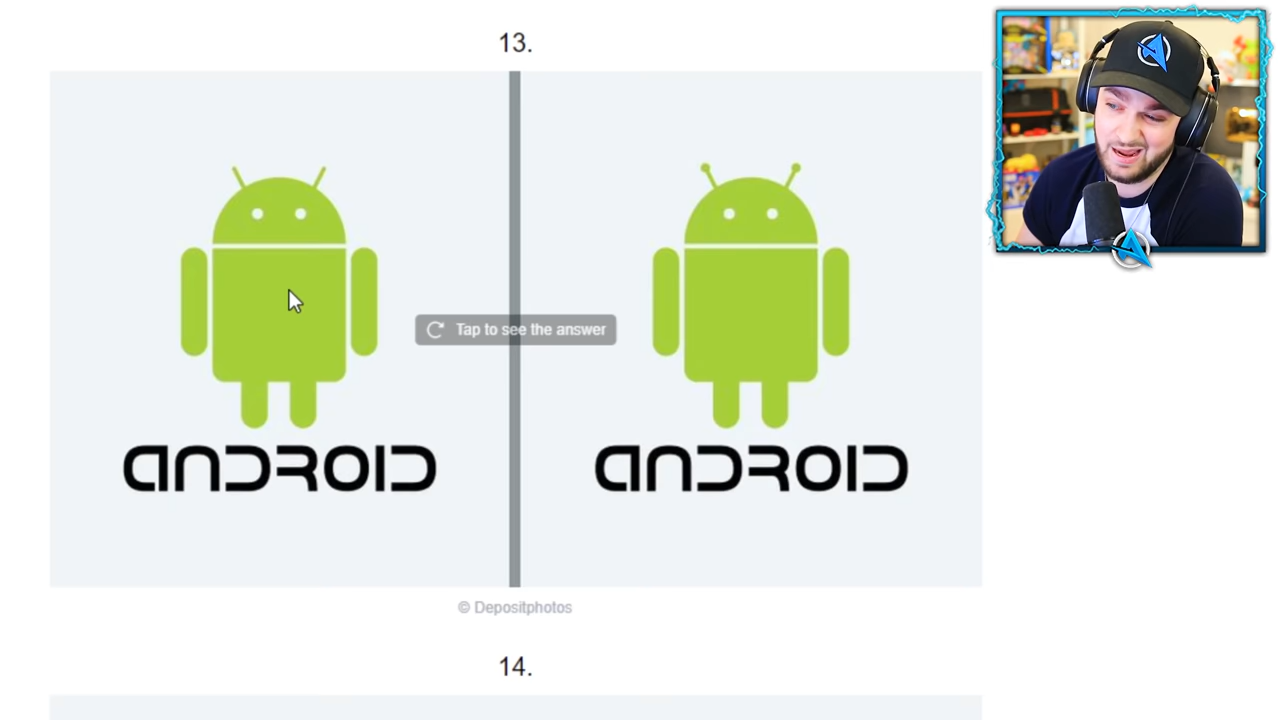 13.
Tap to see the answer
ANDROID
ANDROID
© Depositphotos
14.